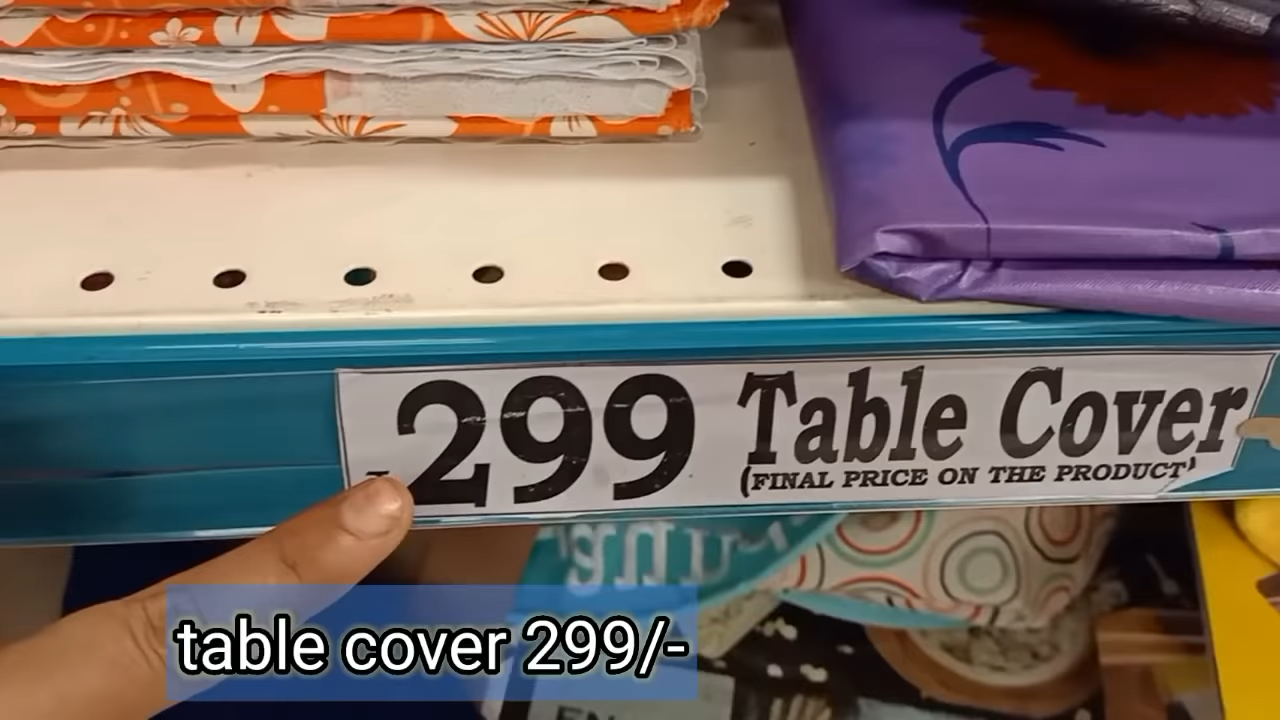 299 Table Cover
(FINAL PRICE ON THE PRODUCT)
table cover 299/-